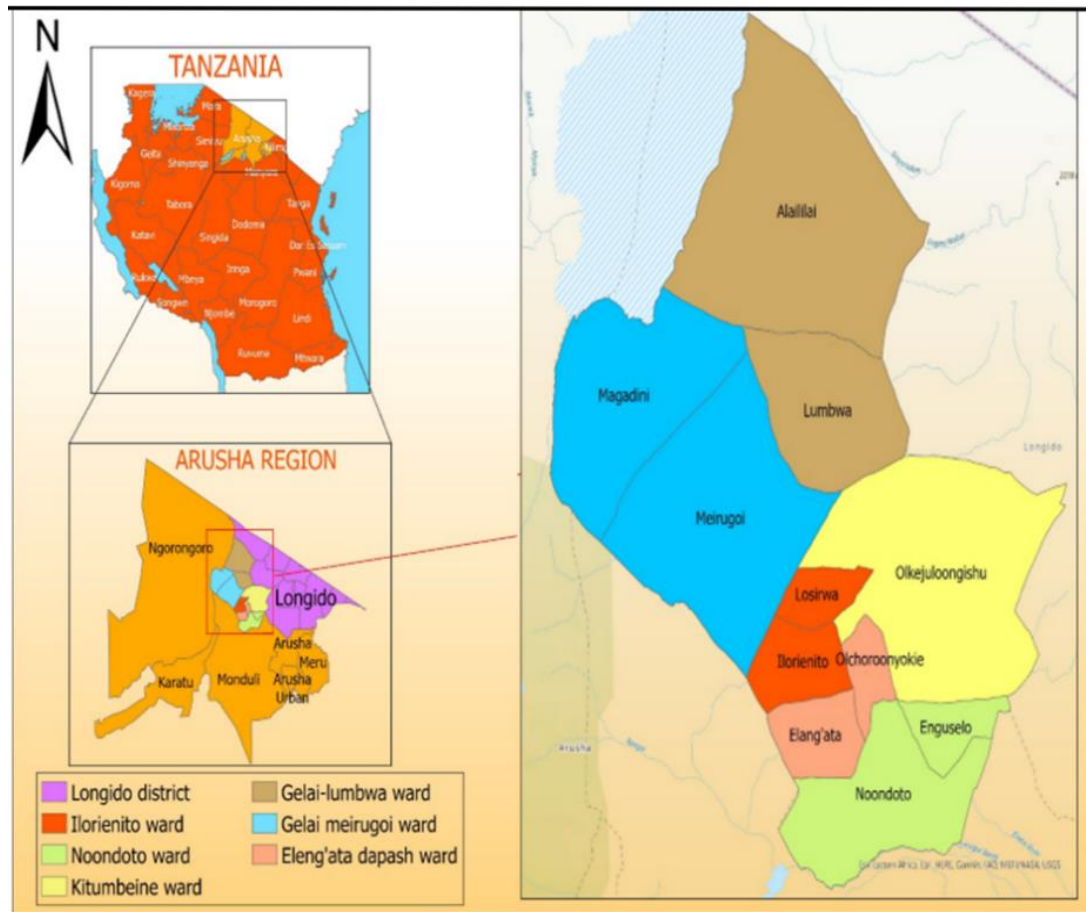 N
TANZANIA
Kagera
Mara
Mwanza
Simiyu
Arusha
Geita
Shinyanga
Manyara
Kigoma
Tabora
Tanga
Dodoma
Katavi
Singida
Dar Es Salaam
Rukwa
Mbeya
Iringa
Pwani
Songwe
Njombe
Morogoro
Lindi
Ruvuma
Mtwara
ARUSHA REGION
Ngorongoro
Longido
Arusha
Meru
Karatu
Monduli
Arusha
Urban
Longido district
Ilorienito ward
Noondoto ward
Kitumbeine ward
Gelai-lumbwa ward
Gelai meirugoi ward
Eleng'ata dapash ward
Alaililai
Magadini
Lumbwa
Longido
Meirugoi
Olkejuloongishu
Losirwa
Ilorienito
Olchoroonyokie
Elang'ata
Enguselo
Arusha
Noondoto